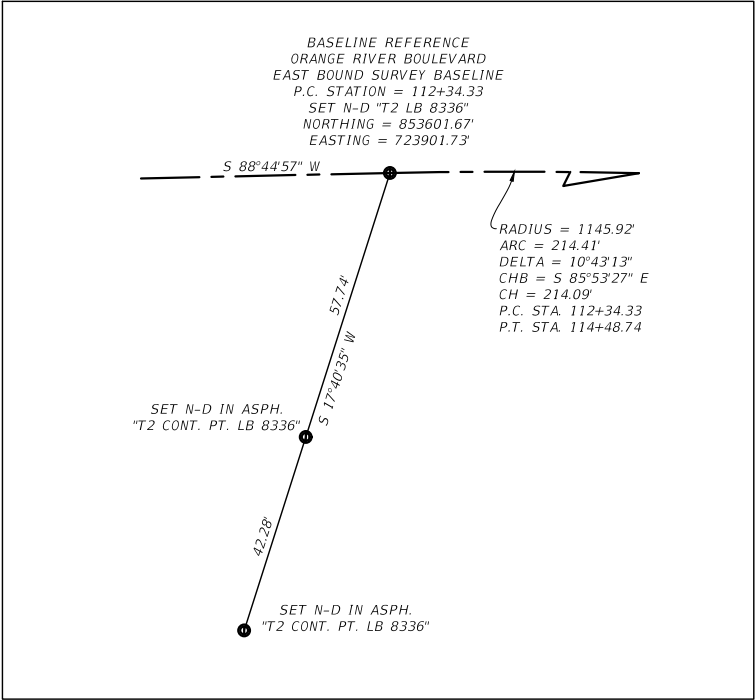 BASELINE REFERENCE
ORANGE RIVER BOULEVARD
EAST BOUND SURVEY BASELINE
P.C. STATION = 112+34.33
SET N-D "T2 LB 8336"
NORTHING = 853601.67'
EASTING = 723901.73'
S 88°44'57" W
RADIUS = 1145.92'
ARC = 214.41'
DELTA = 10°43'13"
CHB = S 85°53'27" E
CH = 214.09'
P.C. STA. 112+34.33
P.T. STA. 114+48.74
57.74'
S 17°40'35" W
SET N-D IN ASPH.
"T2 CONT. PT. LB 8336"
42.28'
SET N-D IN ASPH.
"T2 CONT. PT. LB 8336"